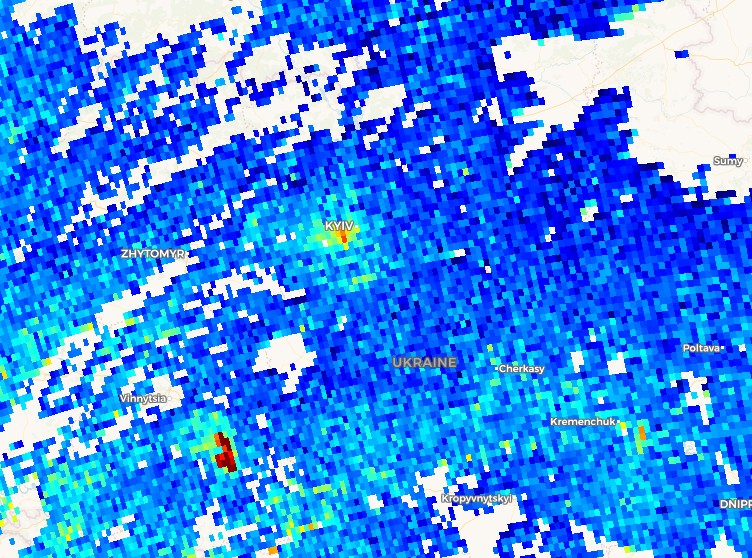 Sumy
KYIV
ZHYTOMYR
Poltava
UKRAINE
Cherkasy
Vinnytsia
Kremenchuk
Kropyvnytskyi
DNIPR